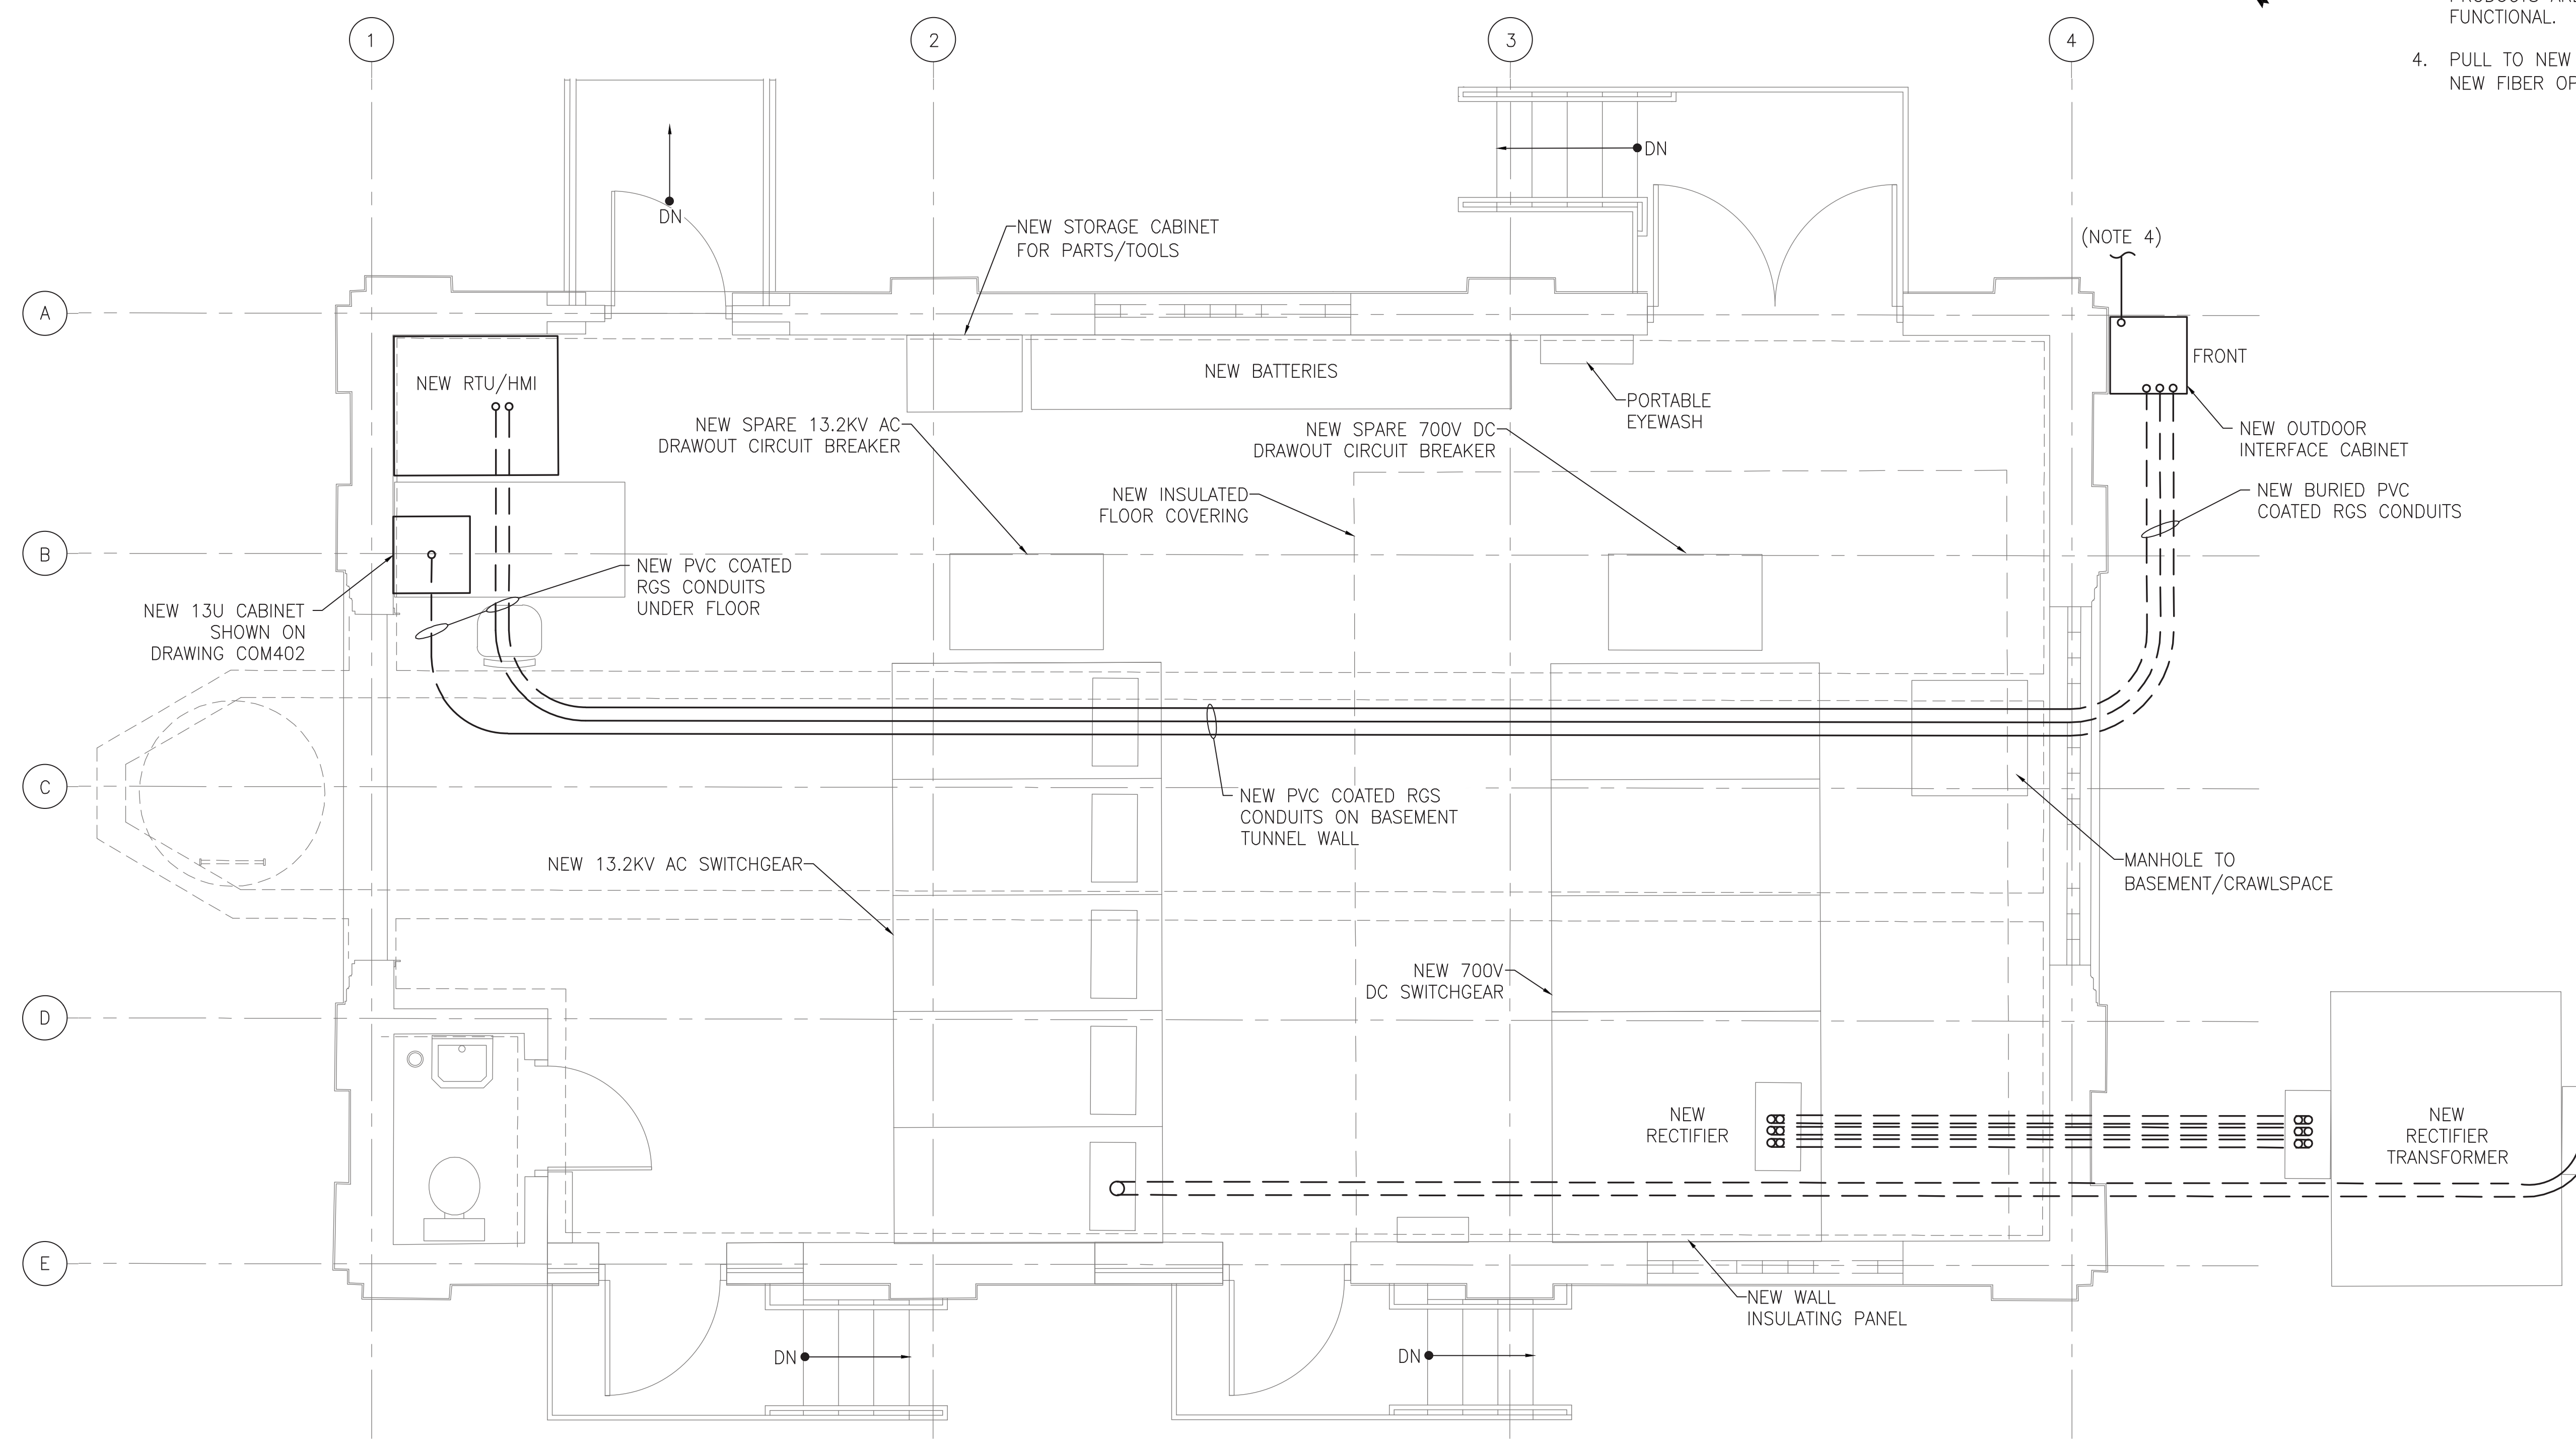 FUNCTIONAL.
4. PULL TO NEW
NEW FIBER
1
2
3
4
DN
DN
NEW STORAGE CABINET
FOR PARTS/TOOLS
(NOTE 4)
A
FRONT
NEW RTU/HMI
NEW BATTERIES
PORTABLE
EYEWASH
NEW SPARE 13.2KV AC
DRAWOUT CIRCUIT BREAKER
NEW SPARE 700V DC
DRAWOUT CIRCUIT BREAKER
NEW OUTDOOR
INTERFACE CABINET
NEW INSULATED
FLOOR COVERING
NEW BURIED PVC
COATED RGS CONDUITS
B
NEW PVC COATED
RGS CONDUITS
UNDER FLOOR
NEW 13U CABINET
SHOWN ON
DRAWING COM402
C
NEW PVC COATED RGS
CONDUITS ON BASEMENT
TUNNEL WALL
NEW 13.2KV AC SWITCHGEAR
MANHOLE TO
BASEMENT/CRAWLSPACE
NEW 700V
DC SWITCHGEAR
D
NEW
RECTIFIER
NEW
RECTIFIER
TRANSFORMER
E
NEW WALL
INSULATING PANEL
DN
DN